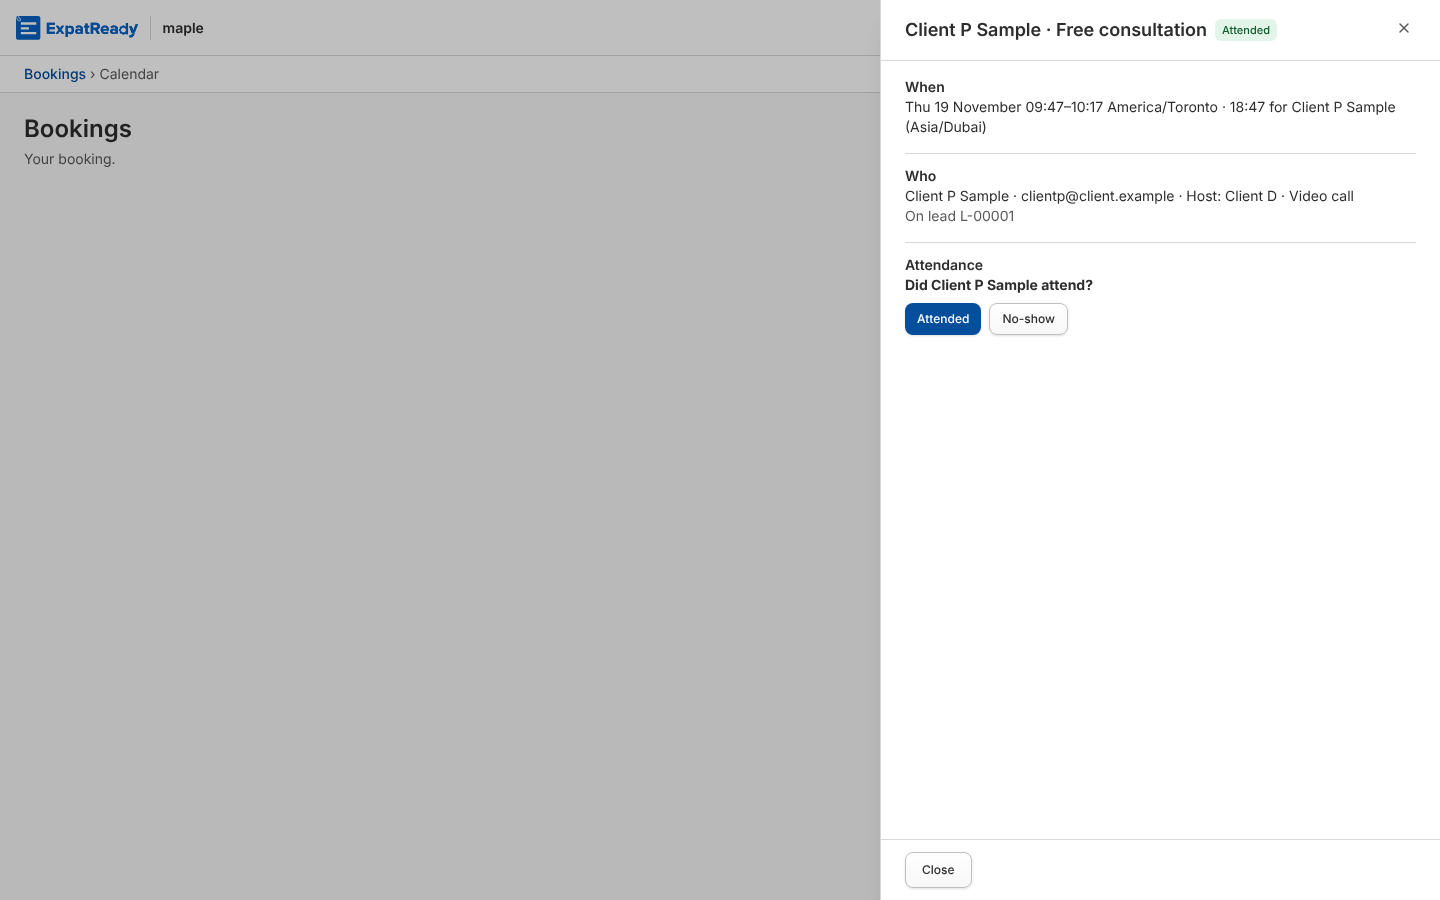 ExpatReady
maple
Bookings › Calendar
Bookings
Your booking.
Client P Sample · Free consultation
Attended
×
When
Thu 19 November 09:47–10:17 America/Toronto · 18:47 for Client P Sample
(Asia/Dubai)
Who
Client P Sample · clientp@client.example · Host: Client D · Video call
On lead L-00001
Attendance
Did Client P Sample attend?
Attended
No-show
Close